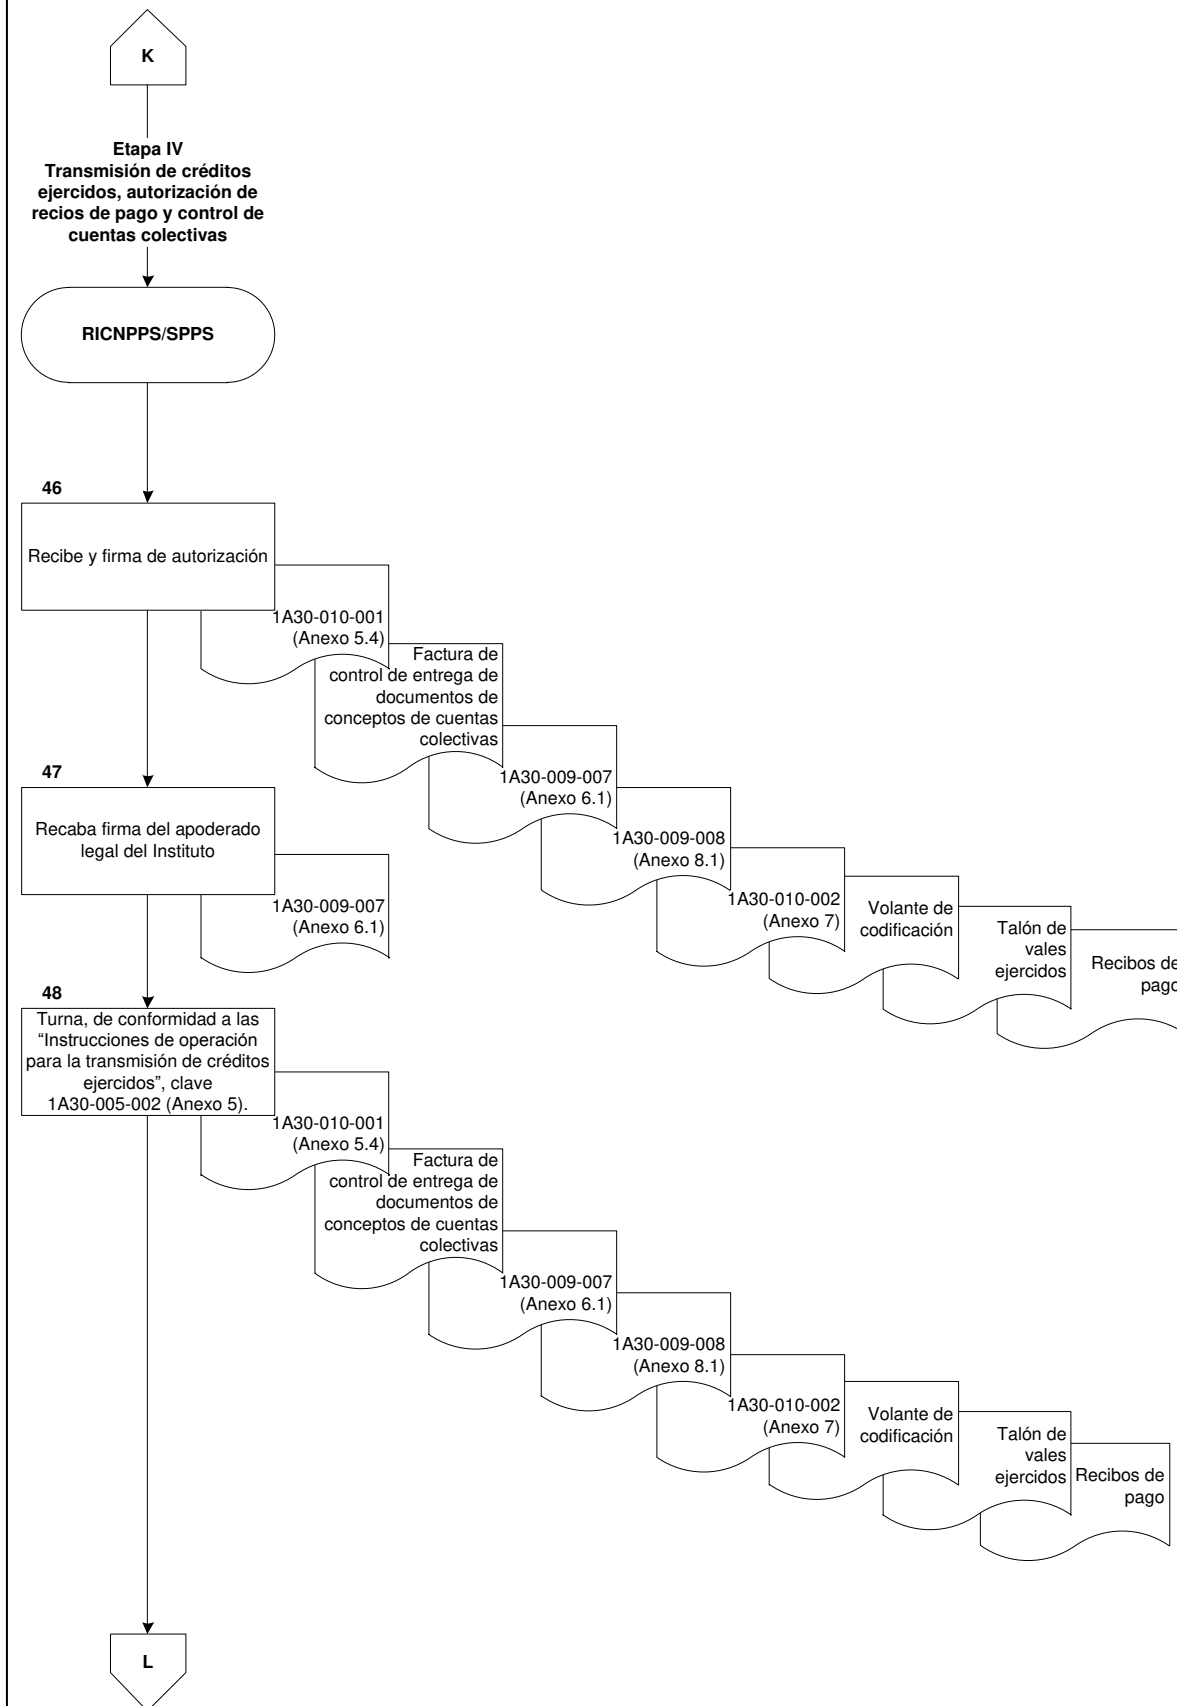 K
Etapa IV
Transmisión de créditos
ejercidos, autorización de
recios de pago y control de
cuentas colectivas
RICNPPS/SPPS
46
Recibe y firma de autorización
1A30-010-001
(Anexo 5.4)
Factura de
control de entrega de
documentos de
conceptos de cuentas
colectivas
1A30-009-007
(Anexo 6.1)
1A30-009-008
(Anexo 8.1)
1A30-010-002
(Anexo 7)
Volante de
codificación
Talón de
vales
ejercidos
Recibos de
pago
47
Recaba firma del apoderado
legal del Instituto
1A30-009-007
(Anexo 6.1)
48
Turna, de conformidad a las
“Instrucciones de operación
para la transmisión de créditos
ejercidos”, clave
1A30-005-002 (Anexo 5).
1A30-010-001
(Anexo 5.4)
Factura de
control de entrega de
documentos de
conceptos de cuentas
colectivas
1A30-009-007
(Anexo 6.1)
1A30-009-008
(Anexo 8.1)
1A30-010-002
(Anexo 7)
Volante de
codificación
Talón de
vales
ejercidos
Recibos de
pago
L